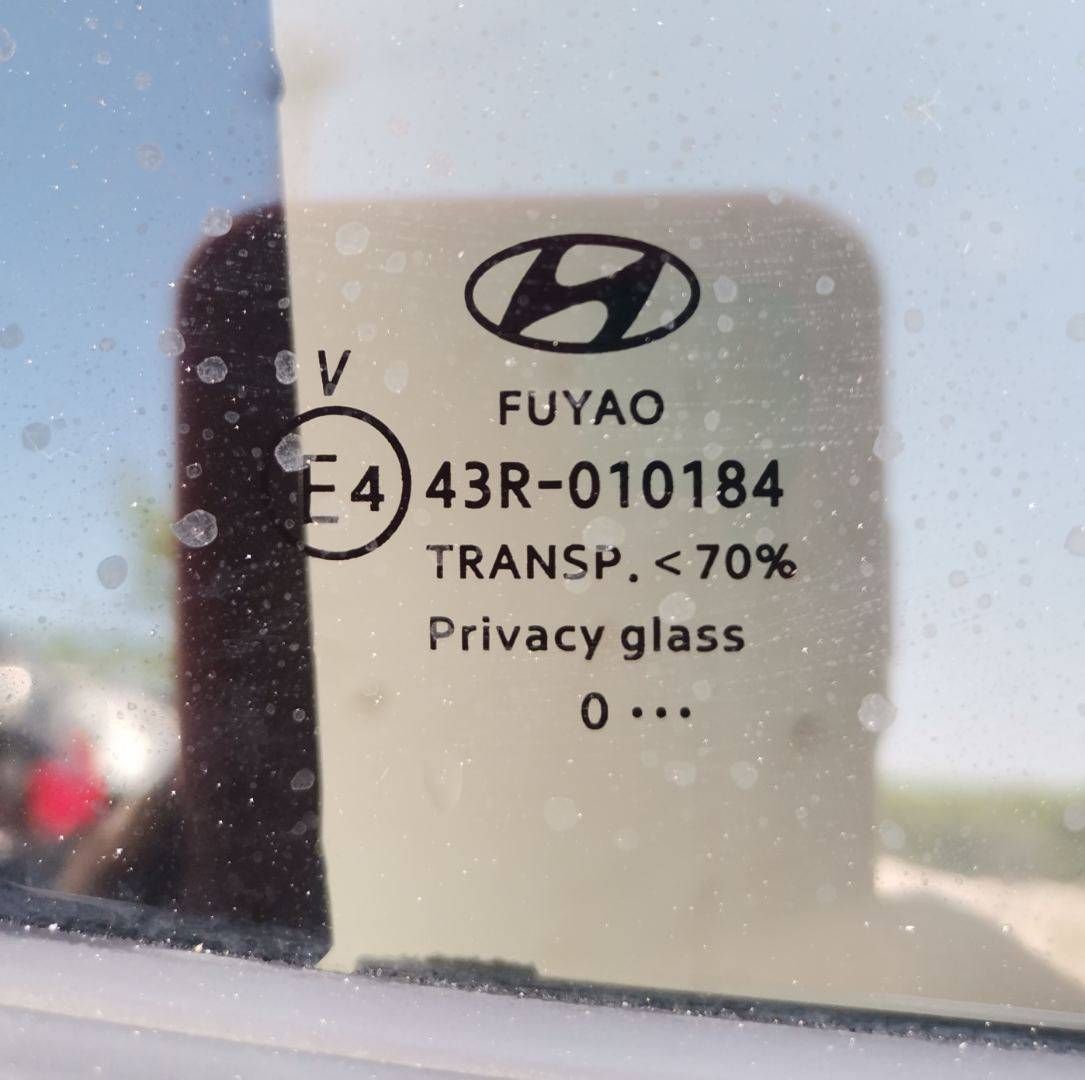 FUYAO
V
E4 43R-010184
TRANSP. <70%
Privacy glass
0 •••